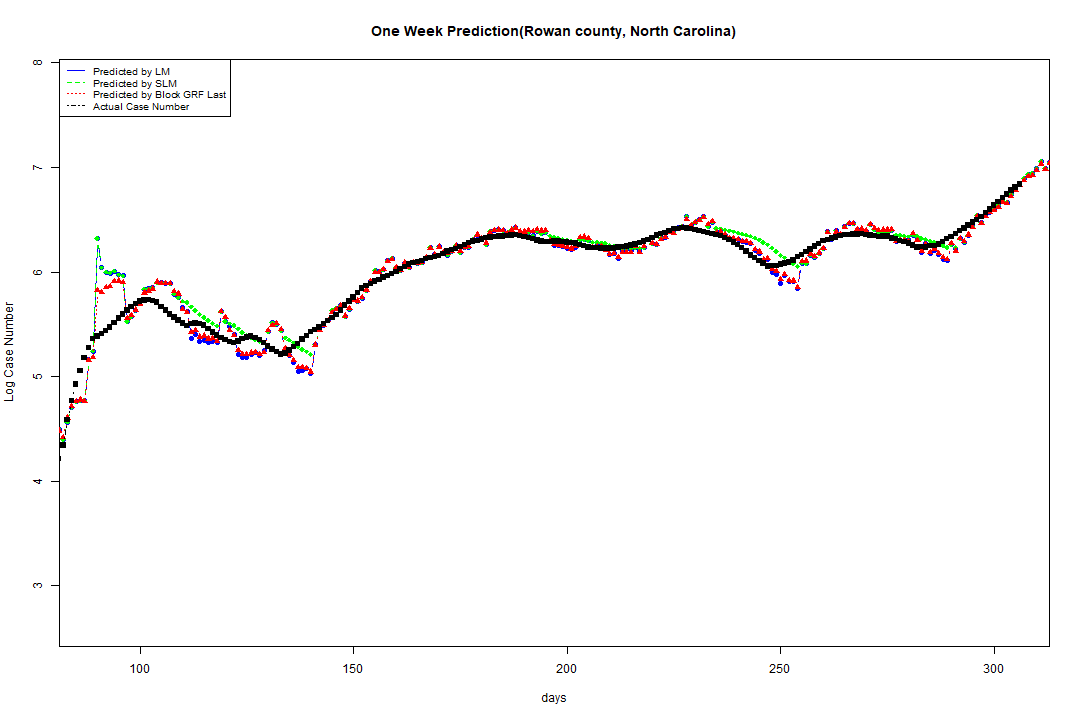 One Week Prediction(Rowan county, North Carolina)
Predicted by LM
Predicted by SLM
Predicted by Block GRF Last
Actual Case Number
8
7
6
5
4
3
Log Case Number
100 150 200 250 300
days